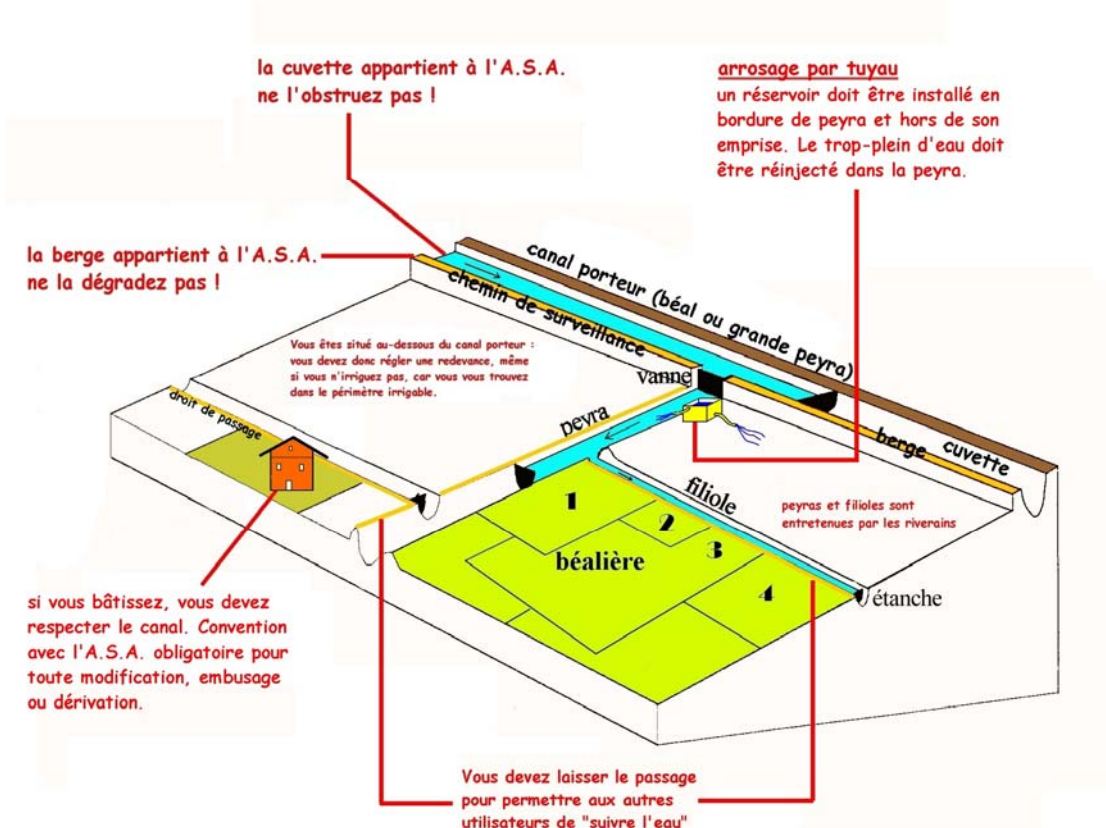 la cuvette appartient à l'A.S.A.
ne l'obstruez pas !
arrosage par tuyau
un réservoir doit être installé en
bordure de peyra et hors de son
emprise. Le trop-plein d'eau doit
être réinjecté dans la peyra.
la berge appartient à l'A.S.A.
ne la dégradez pas !
canal porteur (béal ou grande peyra)
chemin de surveillance
Vous êtes situé au-dessous du canal porteur :
vous devez donc régler une redevance, même
si vous n'irriguez pas, car vous vous trouvez
dans le périmètre irrigable.
vanne
droit de passage
peyra
berge
cuvette
filiole
peyras et filioles sont
entretenues par les riverains
1
2
3
4
béalière
étanche
si vous bâtissez, vous devez
respecter le canal. Convention
avec l'A.S.A. obligatoire pour
toute modification, embusage
ou dérivation.
Vous devez laisser le passage
pour permettre aux autres
utilisateurs de "suivre l'eau"